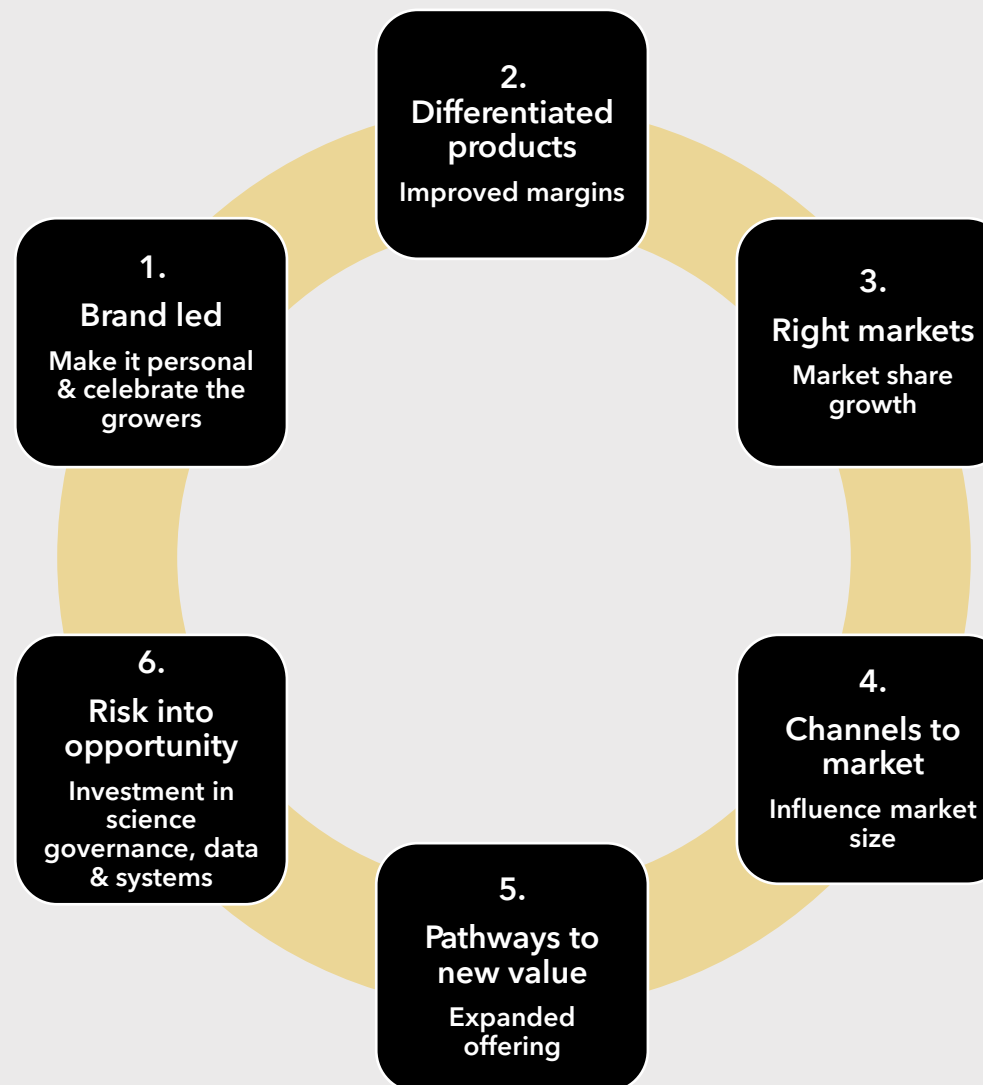 1.
Brand led
Make it personal
& celebrate the
growers
2.
Differentiated
products
Improved margins
3.
Right markets
Market share
growth
4.
Channels to
market
Influence market
size
5.
Pathways to
new value
Expanded
offering
6.
Risk into
opportunity
Investment in
science
governance, data
& systems